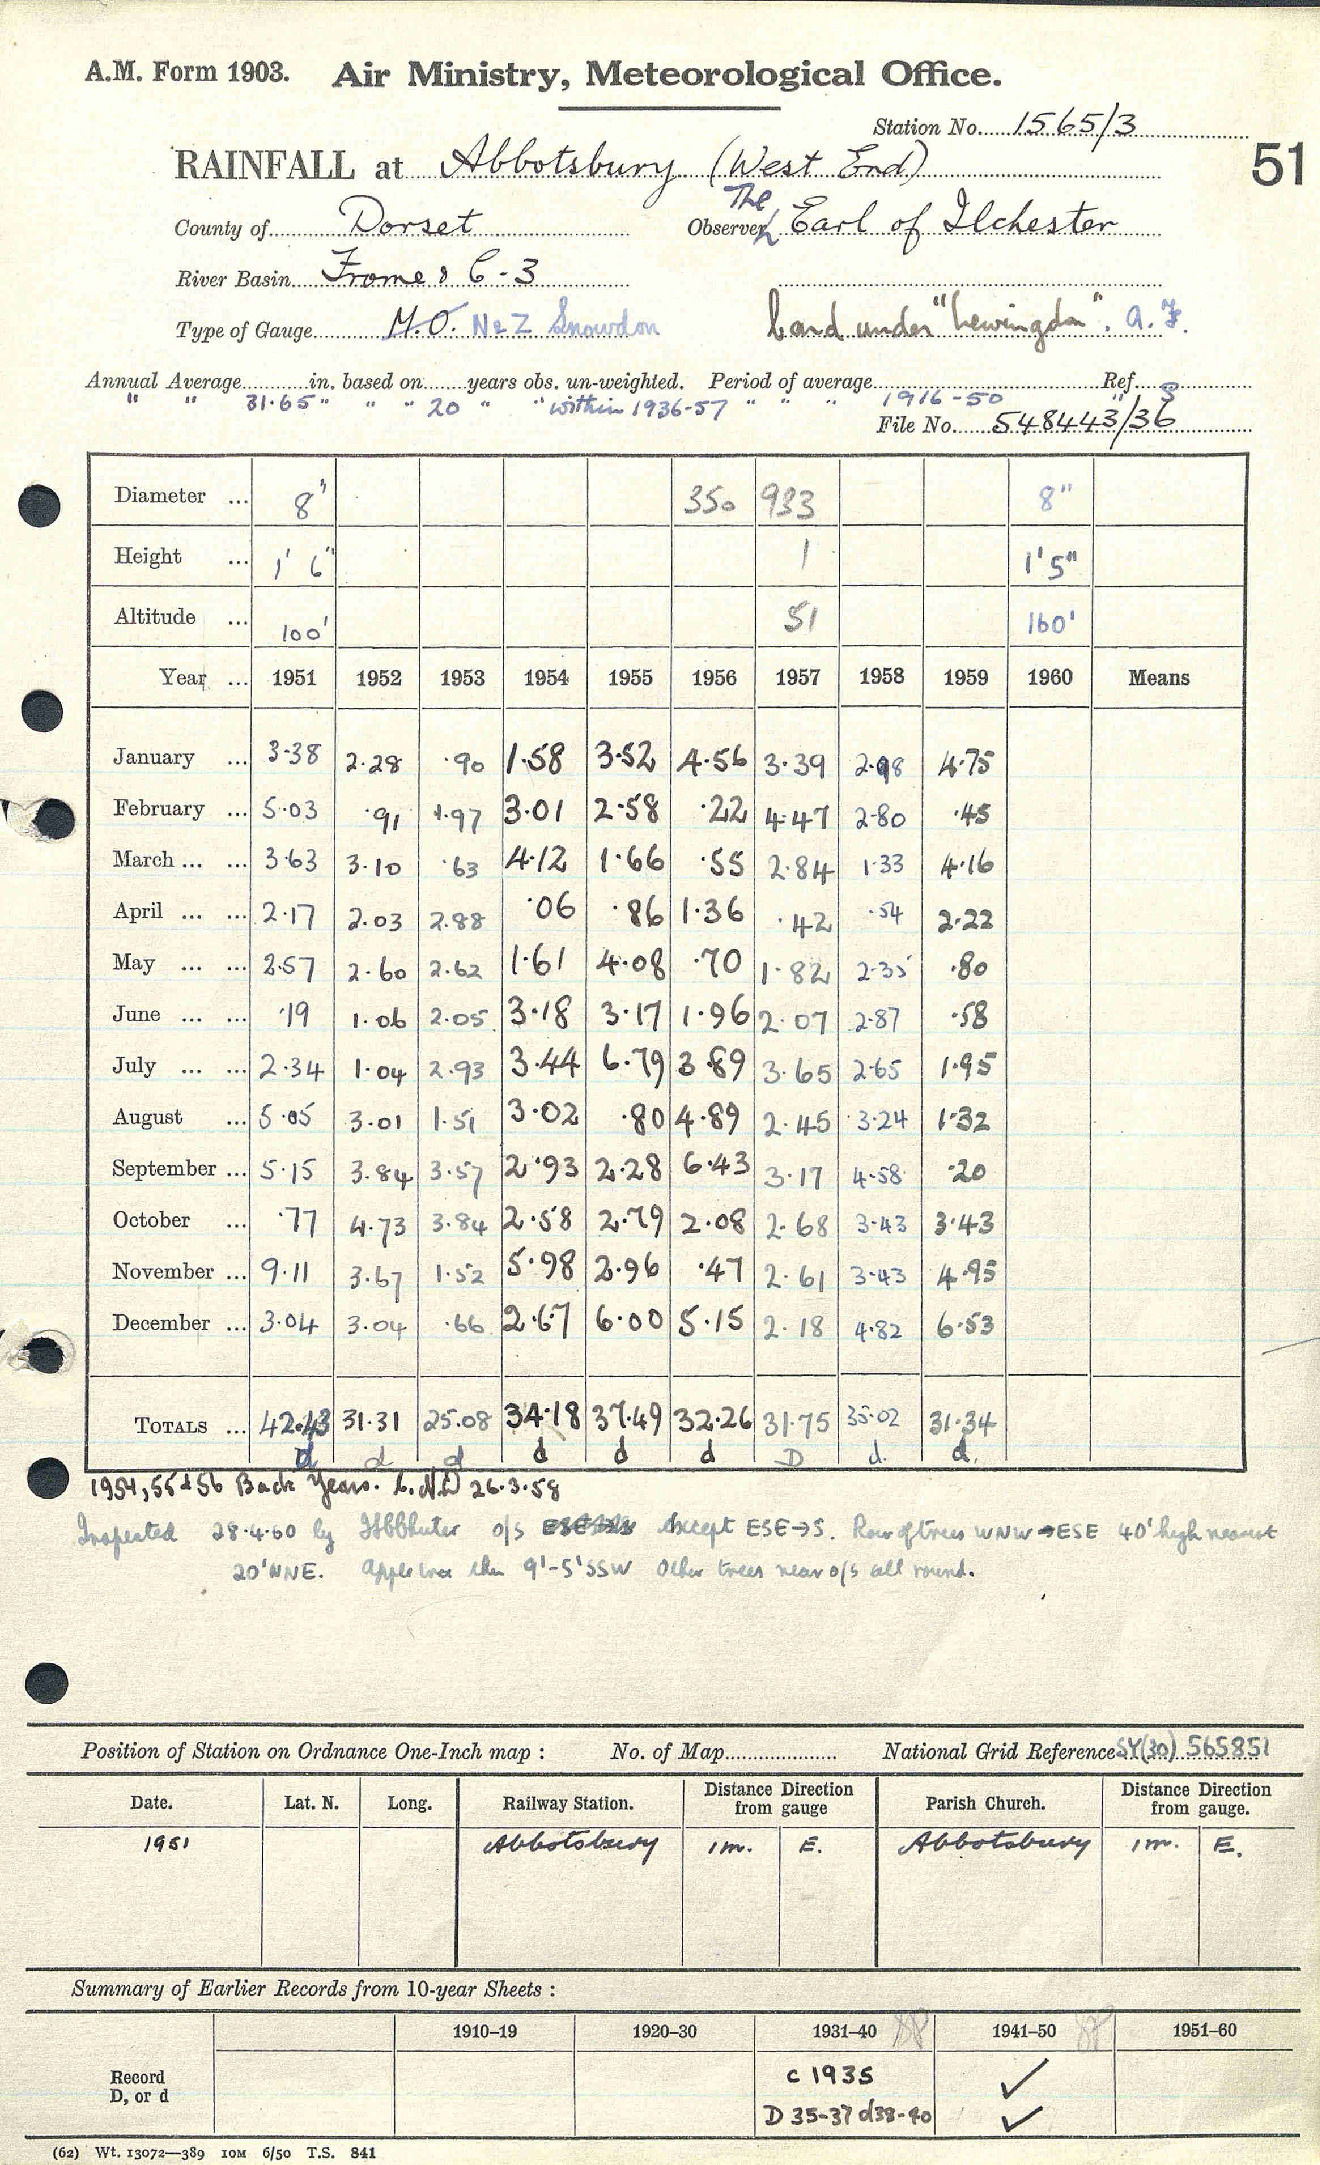 A.M. Form 1903. Air Ministry, Meteorological Office.
Station No. 1565/3
51
RAINFALL at Abbotsbury (West End)
County of Dorset Observer The Earl of Ilchester
River Basin Frome & C - 3
Type of Gauge M.O. No 2 Snowdon card under "Lewingdon". A.F.
Annual Average in. based on years obs. un-weighted. Period of average Ref.
" " 31.65" " " 20 " " within 1936-57 " " " 1916-50 " S
File No. 548443/36
Diameter ... 8" 350 933 8"
Height ... 1' 6" 1 1'5"
Altitude ... 100' 51 160'
Year ... 1951 1952 1953 1954 1955 1956 1957 1958 1959 1960 Means
January ... 3.38 2.28 .90 1.58 3.52 4.56 3.39 2.98 4.75
February ... 5.03 .91 1.97 3.01 2.58 .22 4.47 2.80 .45
March ... ... 3.63 3.10 .63 4.12 1.66 .55 2.84 1.33 4.16
April ... ... 2.17 2.03 2.88 .06 .86 1.36 .42 .54 2.22
May ... ... 2.57 2.60 2.62 1.61 4.08 .70 1.82 2.35 .80
June ... ... .19 1.06 2.05 3.18 3.17 1.96 2.07 2.87 .58
July ... ... 2.34 1.04 2.93 3.44 6.79 3.89 3.65 2.65 1.95
August ... 5.05 3.01 1.51 3.02 .80 4.89 2.45 3.24 1.32
September ... 5.15 3.84 3.57 2.93 2.28 6.43 3.17 4.58 .20
October ... .77 4.73 3.84 2.58 2.79 2.08 2.68 3.43 3.43
November ... 9.11 3.67 1.52 5.98 2.96 .47 2.61 3.43 4.95
December ... 3.04 3.04 .66 2.67 6.00 5.15 2.18 4.82 6.53
TOTALS ... 42.43 31.31 25.08 34.18 37.49 32.26 31.75 35.02 31.34
d d d d d d D d. d.
1954, 55 & 56 Back Years. 26.3.58
Inspected 28.4.60 by o/s except ESE→S. Row of trees WNW→ESE 40' high nearest
20' NNE. Apple tree 9'-5' SSW Other trees near o/s all round.
Position of Station on Ordnance One-Inch map : No. of Map National Grid Reference SY(30) 565851
Date. Lat. N. Long. Railway Station. Distance from gauge Direction Parish Church. Distance from gauge. Direction
1951 Abbotsbury 1m. E. Abbotsbury 1m. E.
Summary of Earlier Records from 10-year Sheets :
1910–19 1920–30 1931–40 1941–50 1951–60
Record c 1935 ✓
D, or d D 35-37 d38-40 ✓
(62) Wt. 13072—389 10M 6/50 T.S. 841